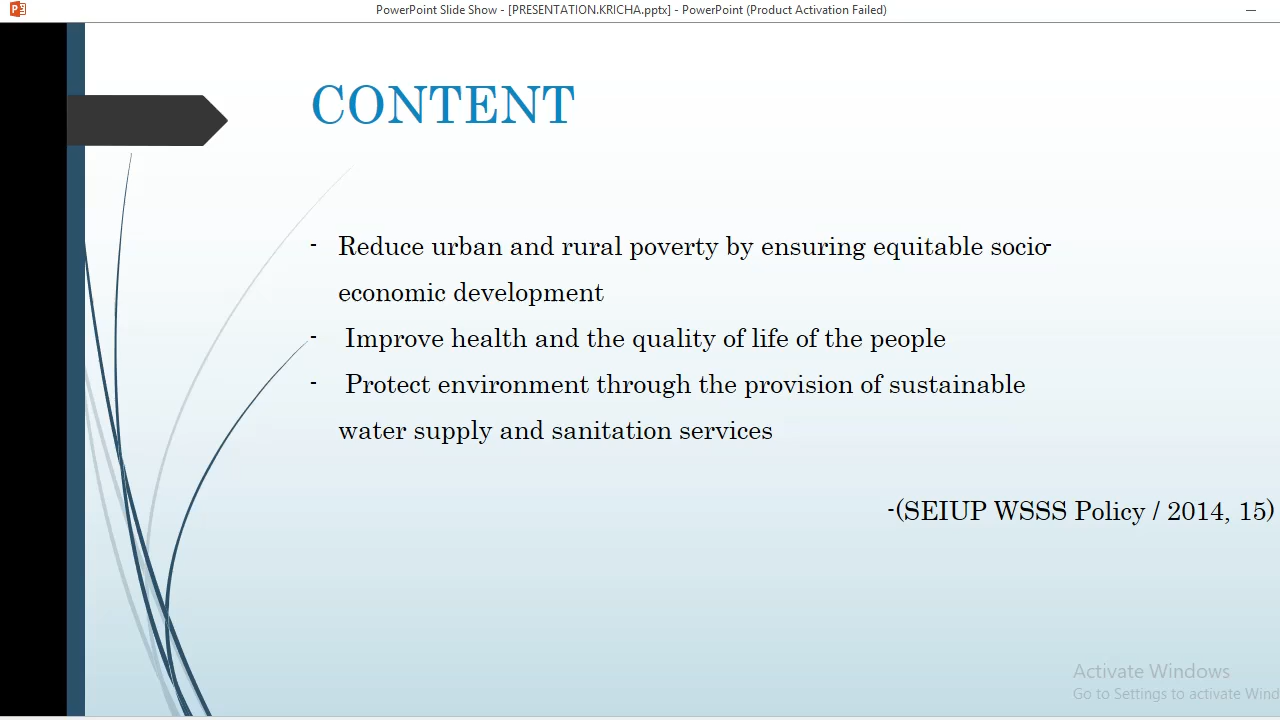 PowerPoint Slide Show - [PRESENTATION.KRICHA.pptx] - PowerPoint (Product Activation Failed)
CONTENT
- Reduce urban and rural poverty by ensuring equitable socio-
economic development
- Improve health and the quality of life of the people
- Protect environment through the provision of sustainable
water supply and sanitation services
-(SEIUP WSSS Policy / 2014, 15)
Activate Windows
Go to Settings to activate Wind